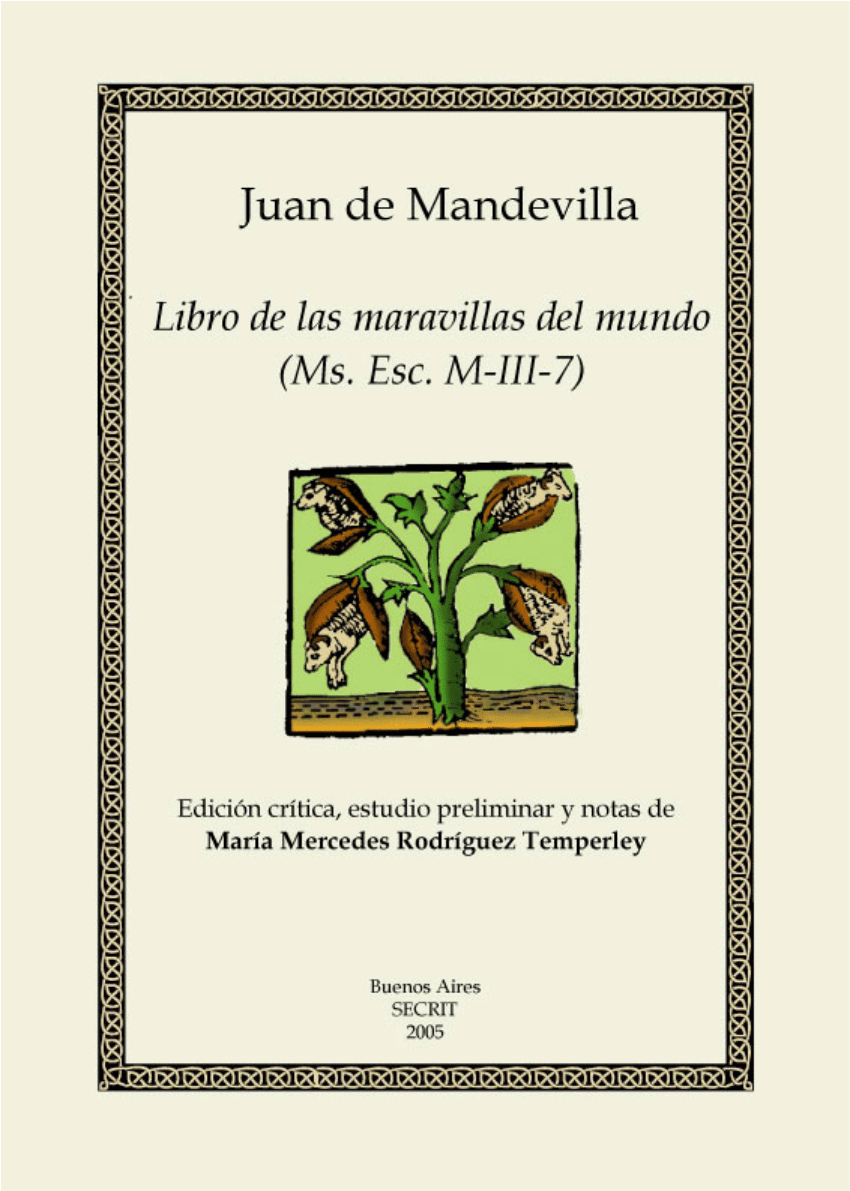 Juan de Mandevilla
Libro de las maravillas del mundo
(Ms. Esc. M-III-7)
Edición crítica, estudio preliminar y notas de
María Mercedes Rodríguez Temperley
Buenos Aires
SECRIT
2005